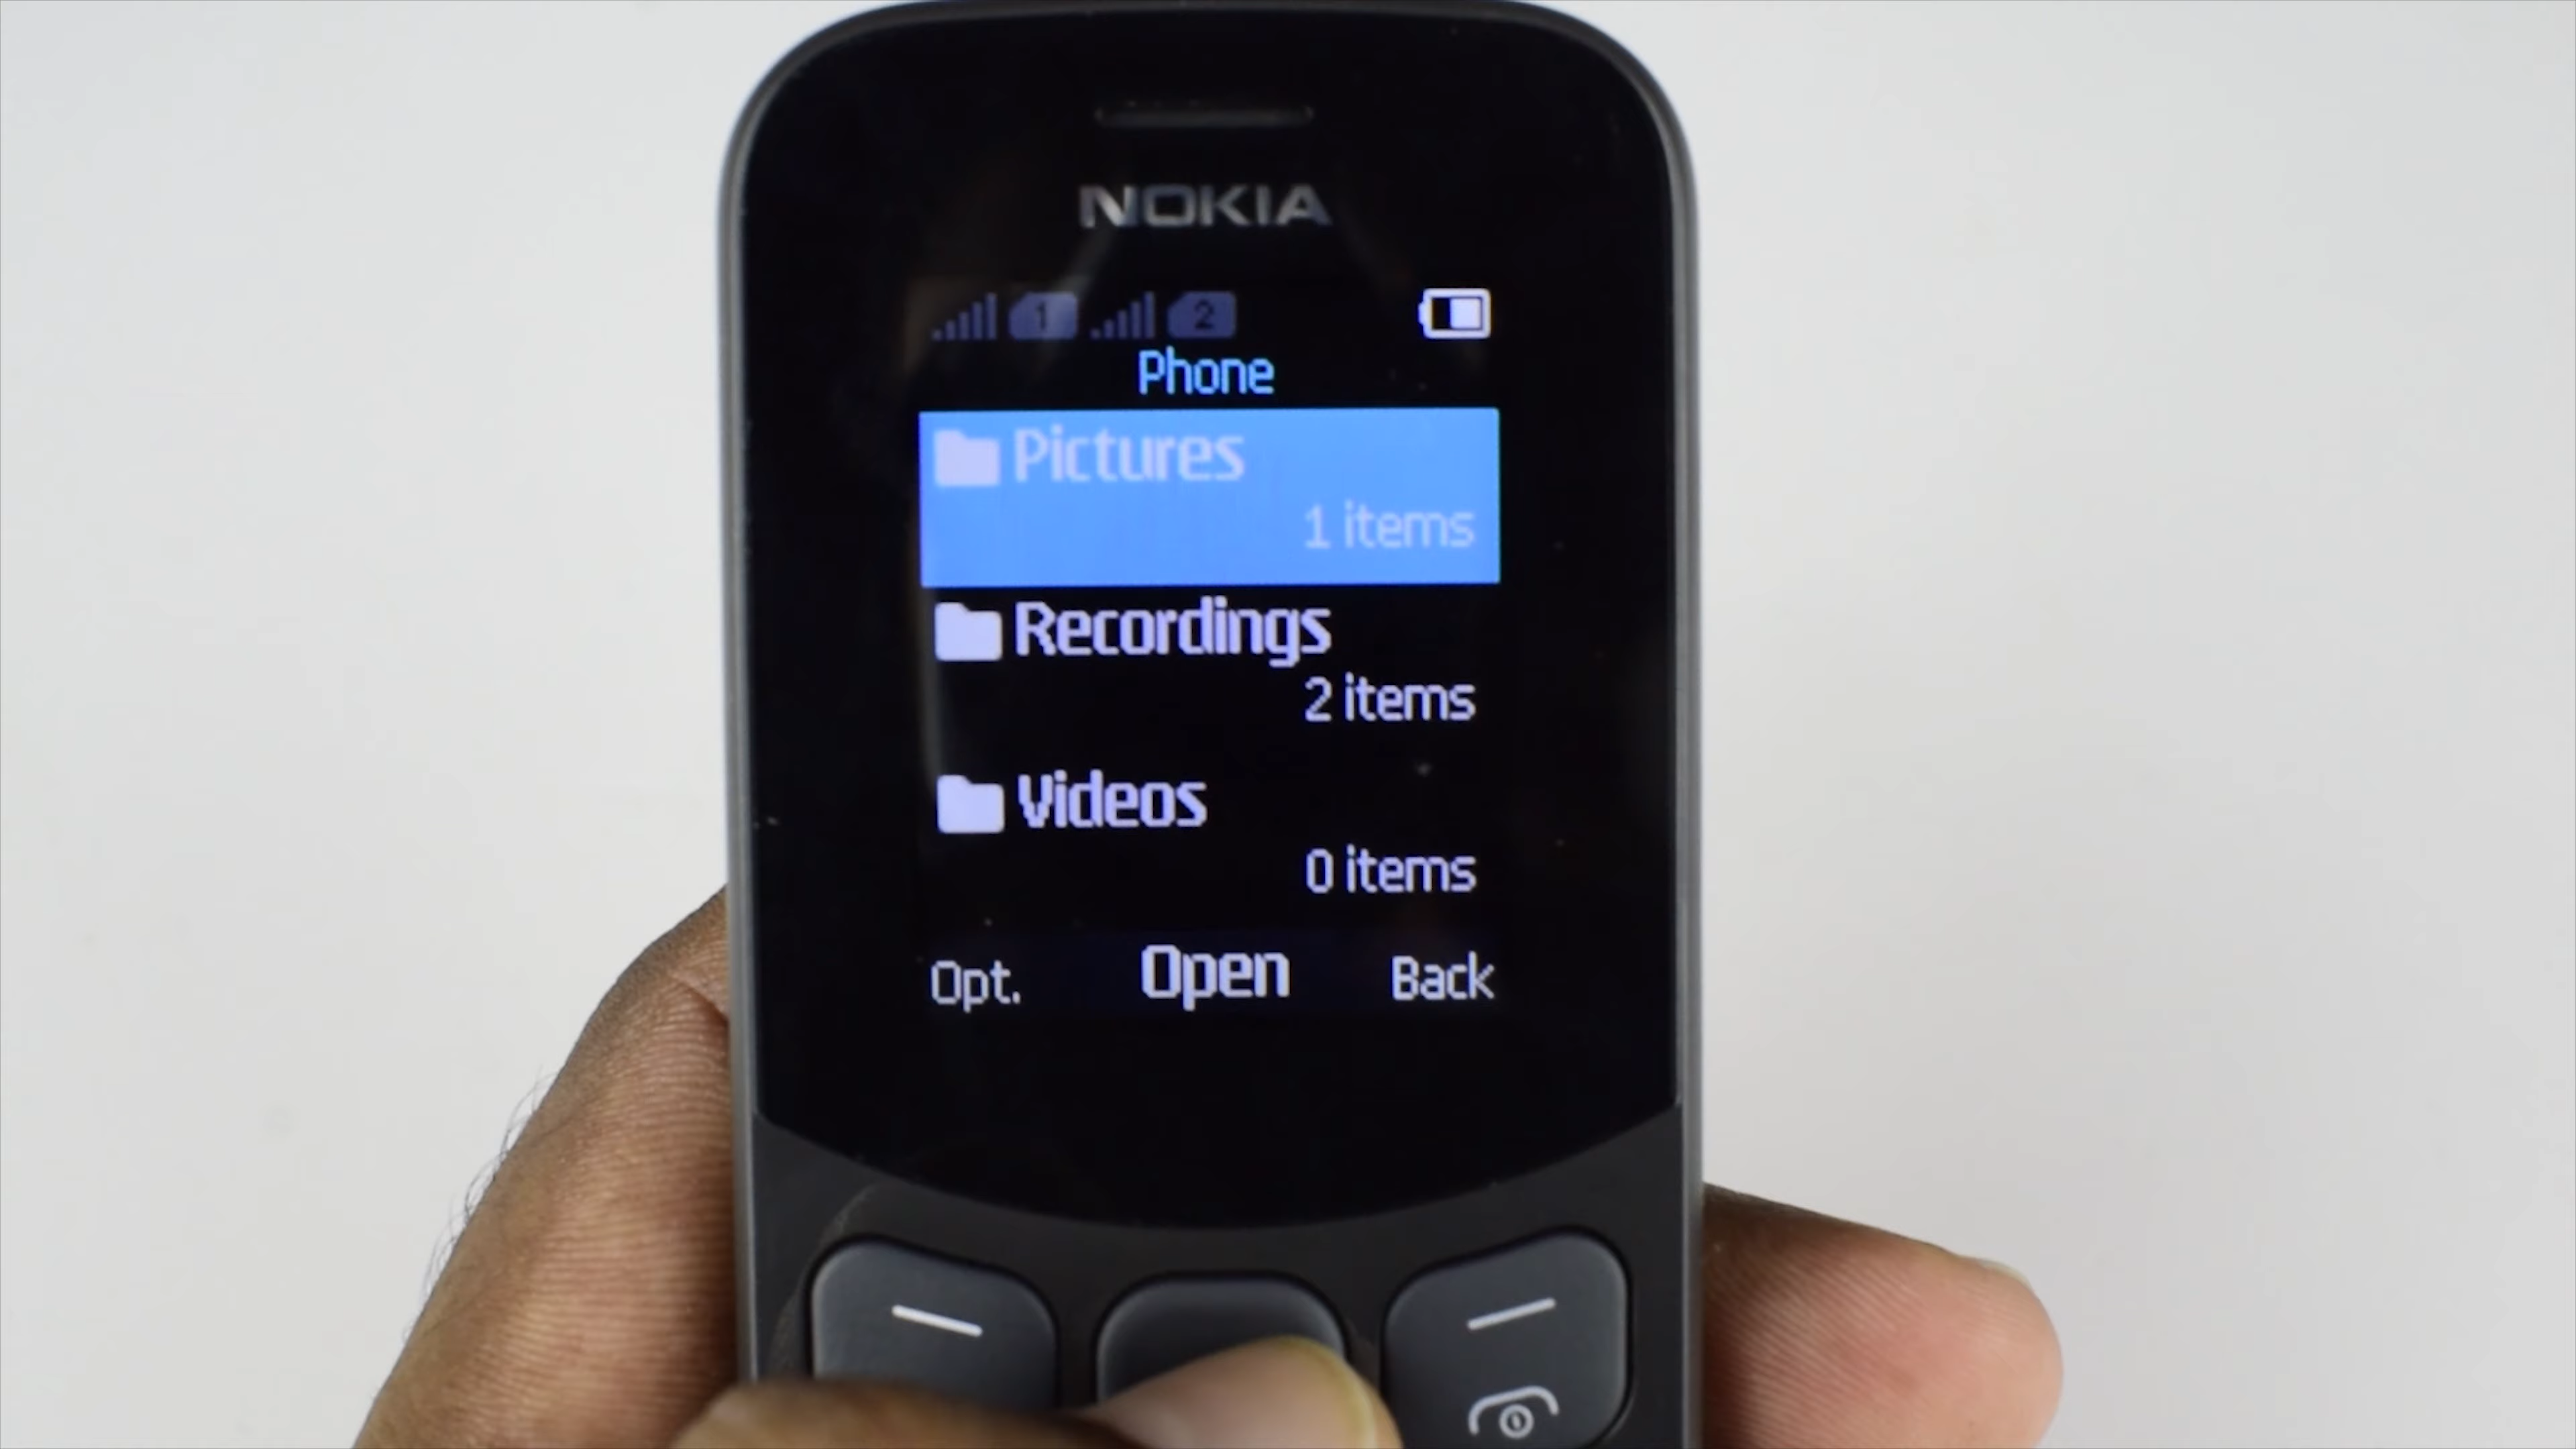 NOKIA
1 2
Phone
Pictures
1 items
Recordings
2 items
Videos
0 items
Opt. Open Back